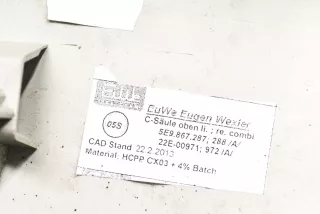 EuWe Eugen Wexler
C-Säule oben li. ; re. combi
05S
5E9.867.287; 288 /A/
22E-00971; 972 /A/
CAD Stand 22.2.2013
Material: HCPP CX03 + 4% Batch